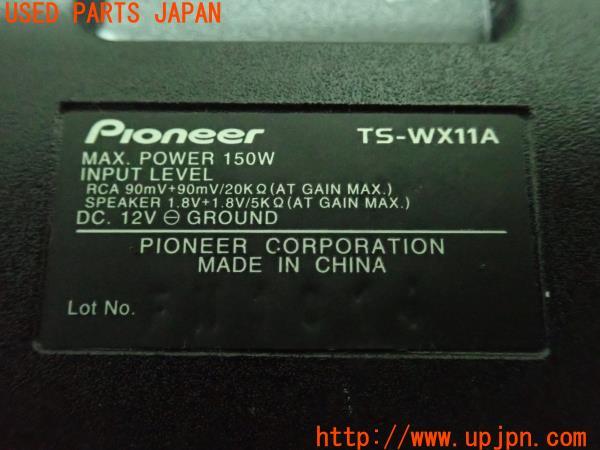 USED PARTS JAPAN
Pioneer TS-WX11A
MAX. POWER 150W
INPUT LEVEL
RCA 90mV+90mV/20KΩ(AT GAIN MAX.)
SPEAKER 1.8V+1.8V/5KΩ(AT GAIN MAX.)
DC. 12V ⊖ GROUND
PIONEER CORPORATION
MADE IN CHINA
Lot No.
http://www.upjpn.com/